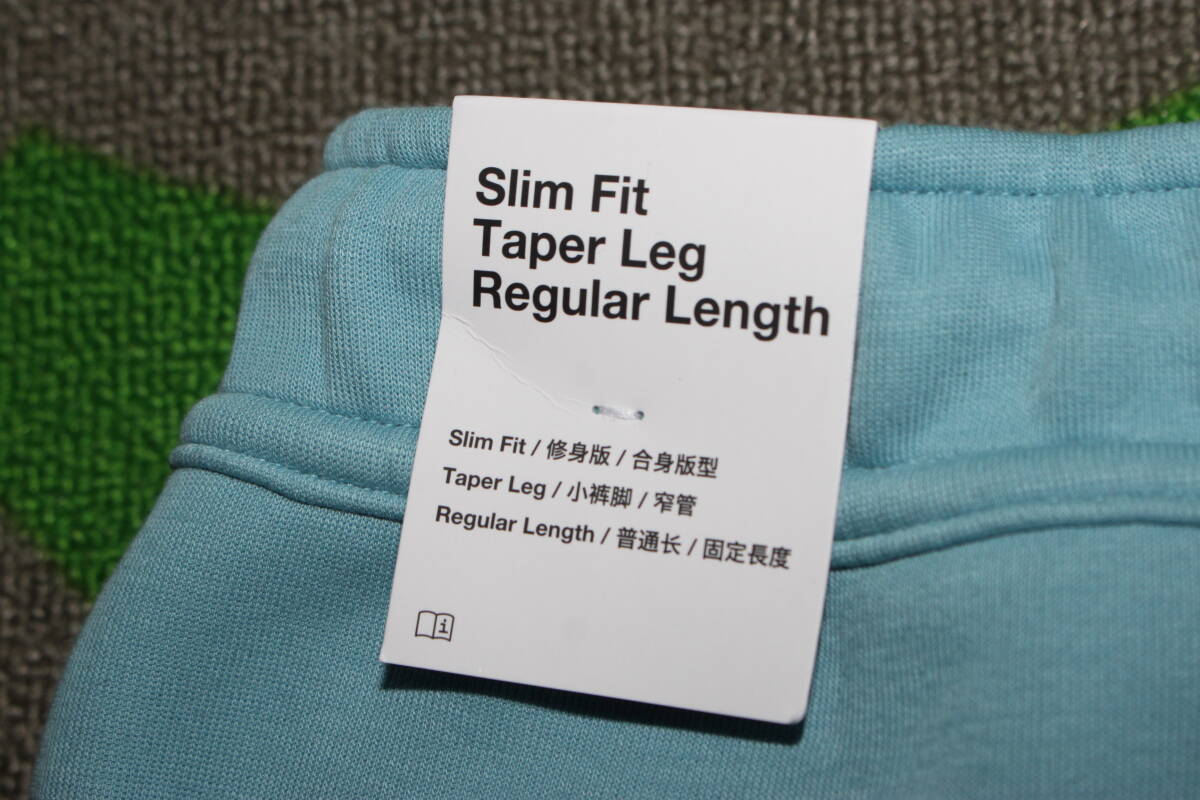 Slim Fit
Taper Leg
Regular Length
Slim Fit / 修身版 / 合身版型
Taper Leg / 小裤脚 / 窄管
Regular Length / 普通长 / 固定長度
i